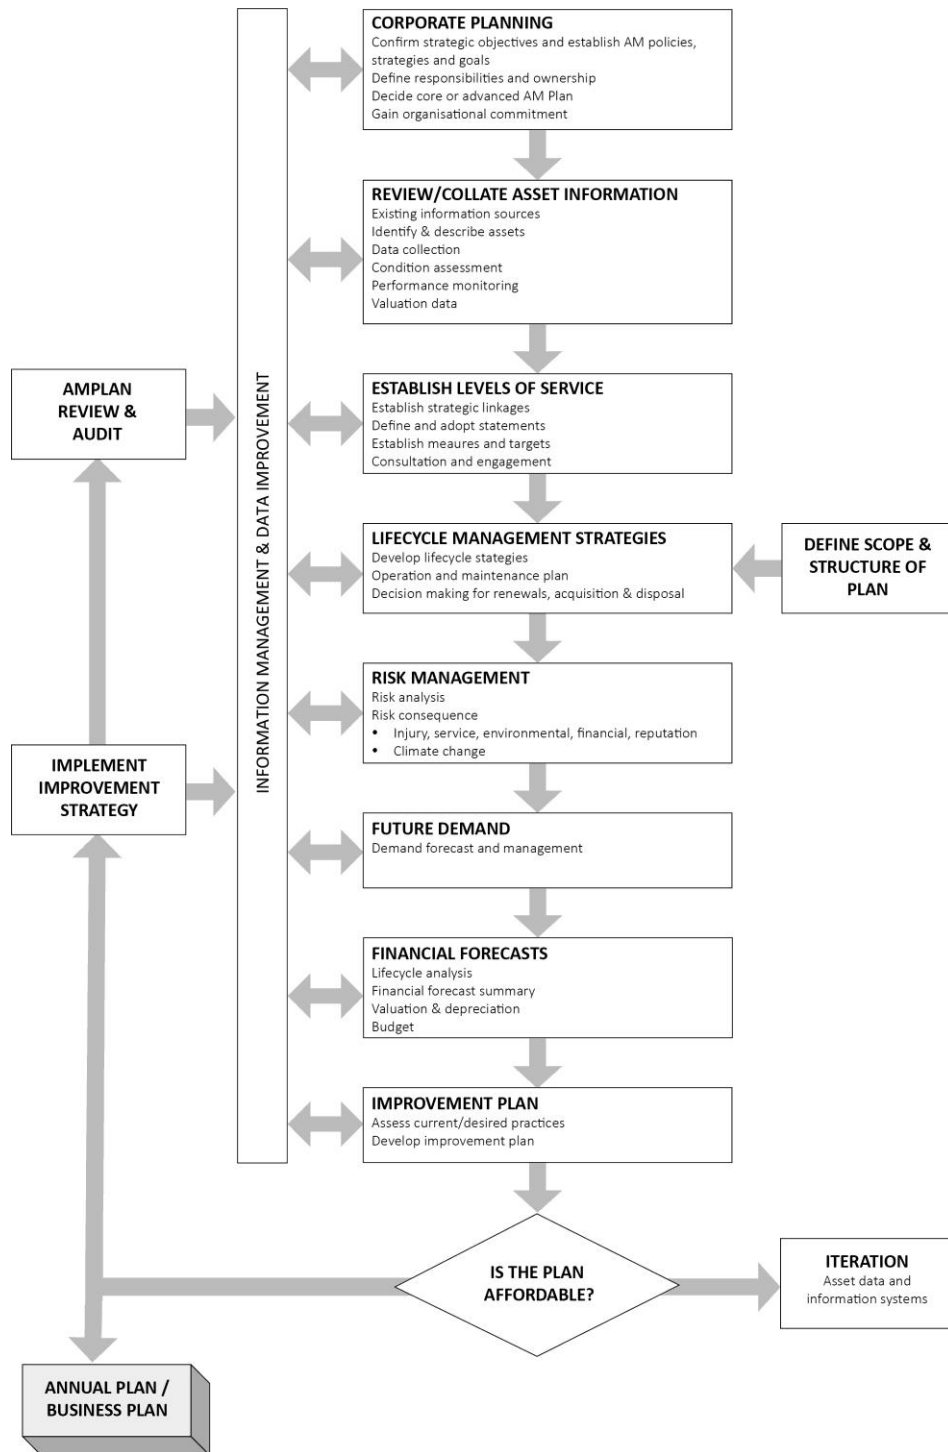 CORPORATE PLANNING
Confirm strategic objectives and establish AM policies,
strategies and goals
Define responsibilities and ownership
Decide core or advanced AM Plan
Gain organisational commitment
REVIEW/COLLATE ASSET INFORMATION
Existing information sources
Identify & describe assets
Data collection
Condition assessment
Performance monitoring
Valuation data
INFORMATION MANAGEMENT & DATA IMPROVEMENT
AMPLAN
REVIEW &
AUDIT
ESTABLISH LEVELS OF SERVICE
Establish strategic linkages
Define and adopt statements
Establish measures and targets
Consultation and engagement
LIFECYCLE MANAGEMENT STRATEGIES
Develop lifecycle stategies
Operation and maintenance plan
Decision making for renewals, acquisition & disposal
DEFINE SCOPE &
STRUCTURE OF
PLAN
RISK MANAGEMENT
Risk analysis
Risk consequence
• Injury, service, environmental, financial, reputation
• Climate change
IMPLEMENT
IMPROVEMENT
STRATEGY
FUTURE DEMAND
Demand forecast and management
FINANCIAL FORECASTS
Lifecycle analysis
Financial forecast summary
Valuation & depreciation
Budget
IMPROVEMENT PLAN
Assess current/desired practices
Develop improvement plan
IS THE PLAN
AFFORDABLE?
ITERATION
Asset data and
information systems
ANNUAL PLAN /
BUSINESS PLAN